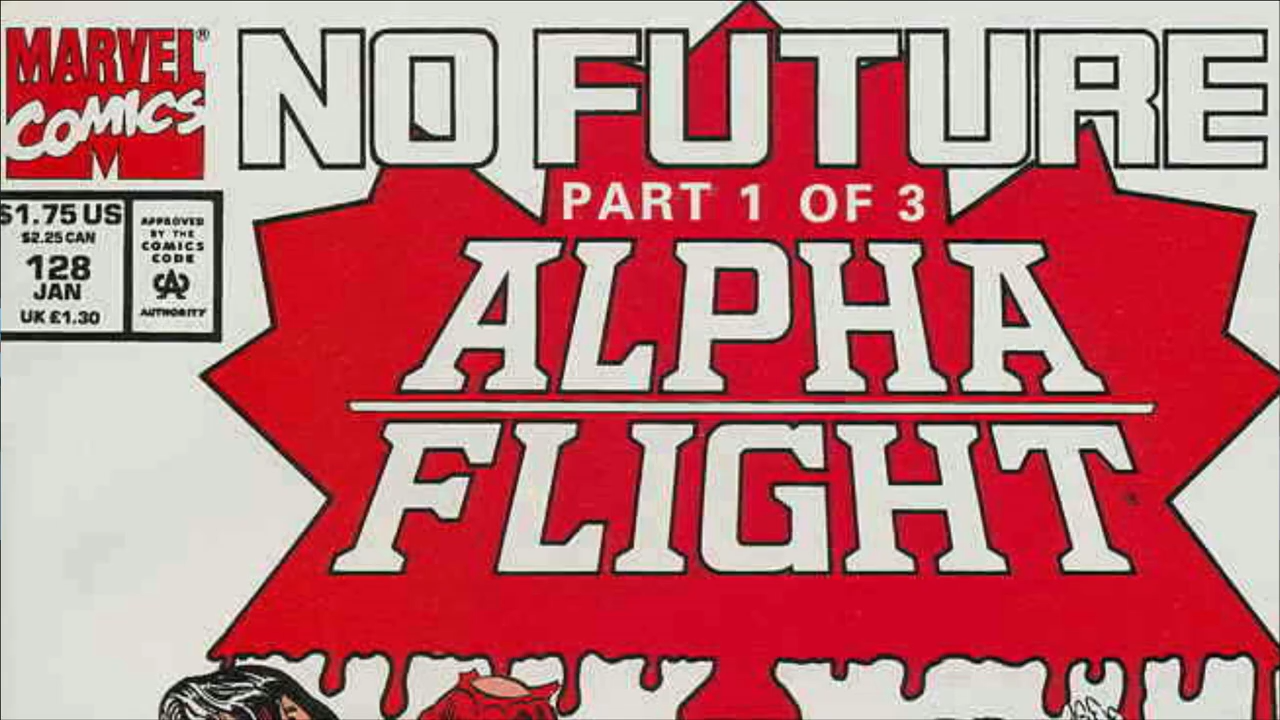 MARVEL®
COMICS
M
NO FUTURE
PART 1 OF 3
$1.75 US
$2.25 CAN
128
JAN
UK £1.30
APPROVED
BY THE
COMICS
CODE
CA
AUTHORITY
ALPHA
FLIGHT